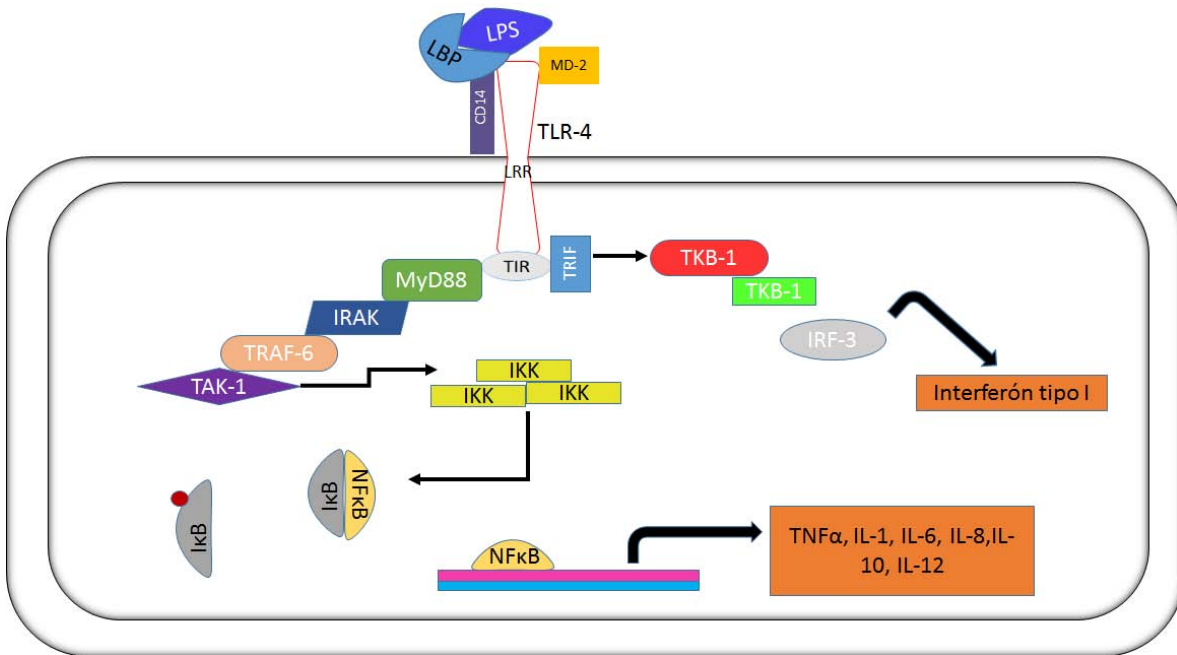 LPS
LBP
MD-2
CD14
TLR-4
LRR
TIR
TRIF
TKB-1
TKB-1
IRF-3
Interferón tipo I
MyD88
IRAK
TRAF-6
TAK-1
IKK
IKK
IKK
IκB
NFκB
IκB
NFκB
TNFα, IL-1, IL-6, IL-8,IL-
10, IL-12